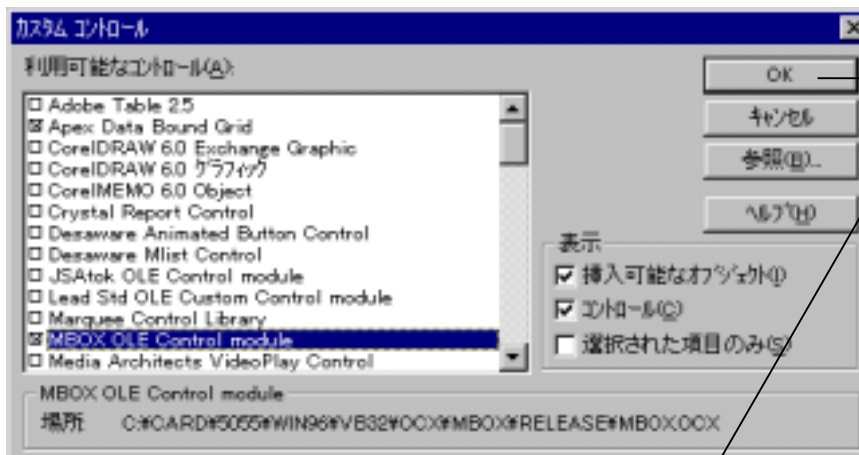 カスタム コントロール
利用可能なコントロール(A):
Adobe Table 2.5
Apex Data Bound Grid
CorelDRAW 6.0 Exchange Graphic
CorelDRAW 6.0 グラフィック
CorelMEMO 6.0 Object
Crystal Report Control
Desaware Animated Button Control
Desaware Mlist Control
JSAtok OLE Control module
Lead Std OLE Custom Control module
Marquee Control Library
MBOX OLE Control module
Media Architects VideoPlay Control
OK
キャンセル
参照(B)...
ヘルプ(H)
表示
挿入可能なオブジェクト(I)
コントロール(C)
選択された項目のみ(S)
MBOX OLE Control module
場所 C:¥CARD¥5055¥WIN96¥VB32¥OCX¥MBOX¥RELEASE¥MBOX.OCX